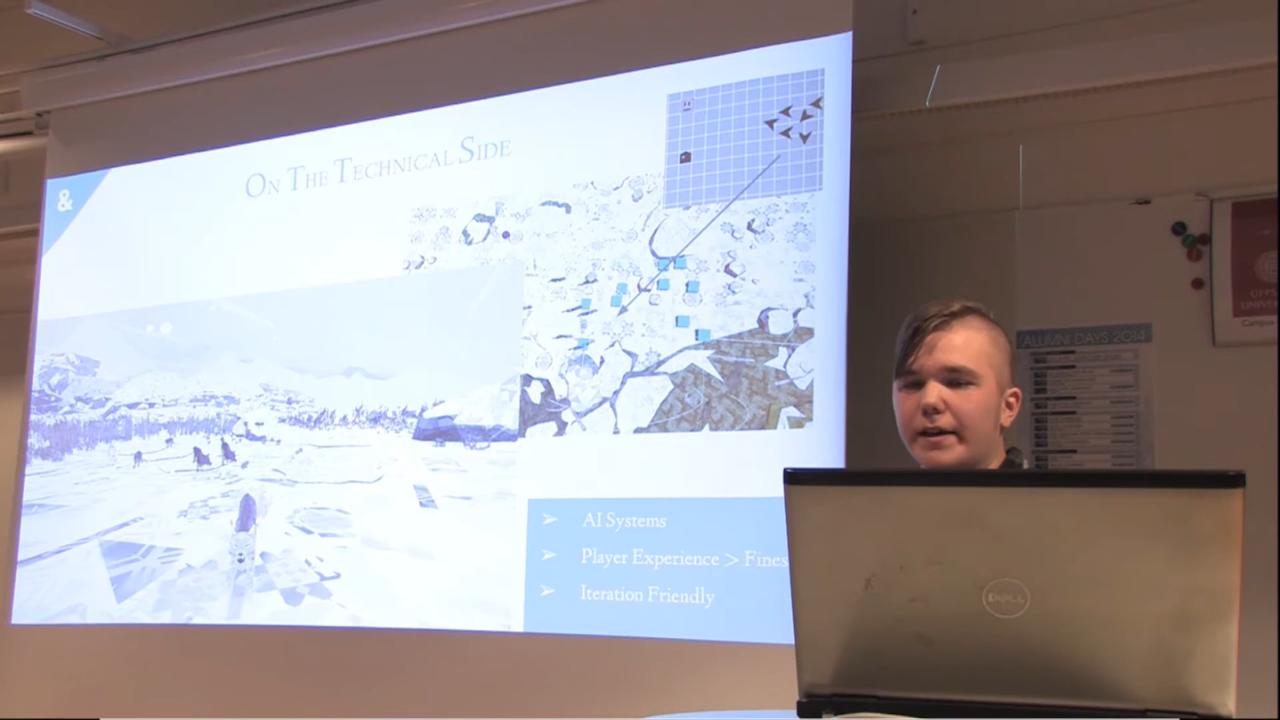 &
On The Technical Side
AI Systems
Player Experience > Fines
Iteration Friendly
ALUMNI DAYS 2014
DELL